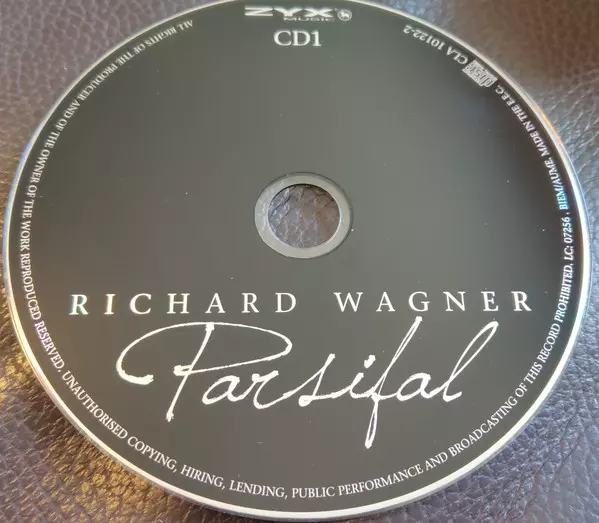 ZYX
MUSIC
CD1
CLA 10122-2
RICHARD WAGNER
Parsifal
ALL RIGHTS OF THE PRODUCER AND OF THE OWNER OF THE WORK REPRODUCED RESERVED. UNAUTHORISED COPYING, HIRING, LENDING, PUBLIC PERFORMANCE AND BROADCASTING OF THIS RECORD PROHIBITED. LC: 07256 . BIEM/AUME. MADE IN THE E.E.C.